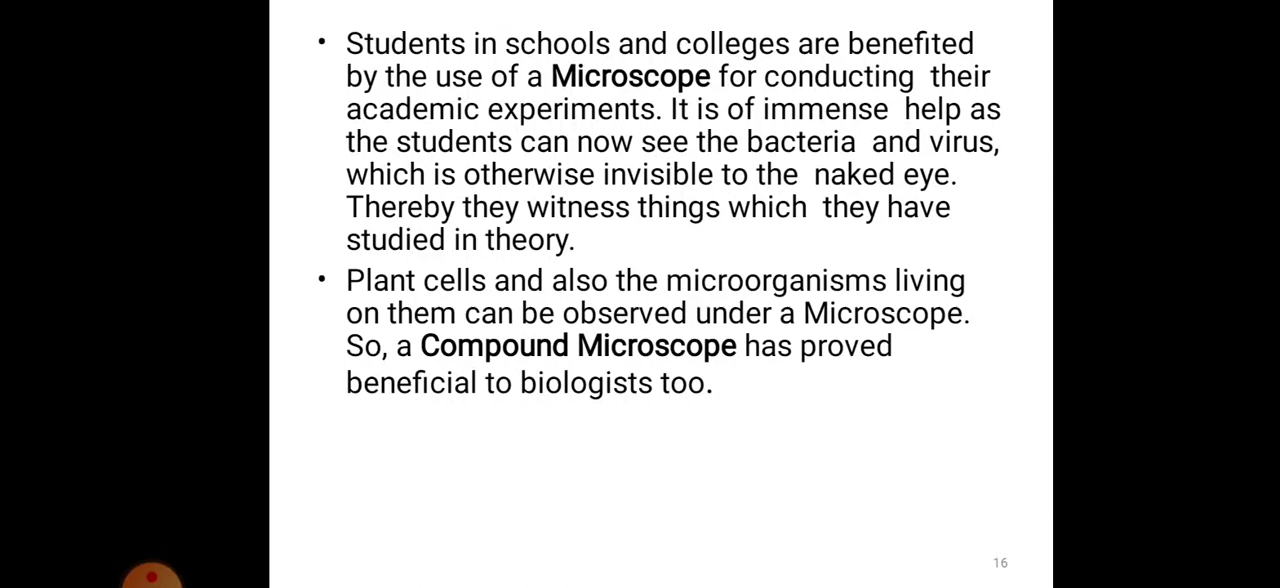 • Students in schools and colleges are benefited
by the use of a Microscope for conducting  their
academic experiments. It is of immense  help as
the students can now see the bacteria  and virus,
which is otherwise invisible to the  naked eye.
Thereby they witness things which  they have
studied in theory.
• Plant cells and also the microorganisms living
on them can be observed under a Microscope.
So, a Compound Microscope has proved
beneficial to biologists too.
16